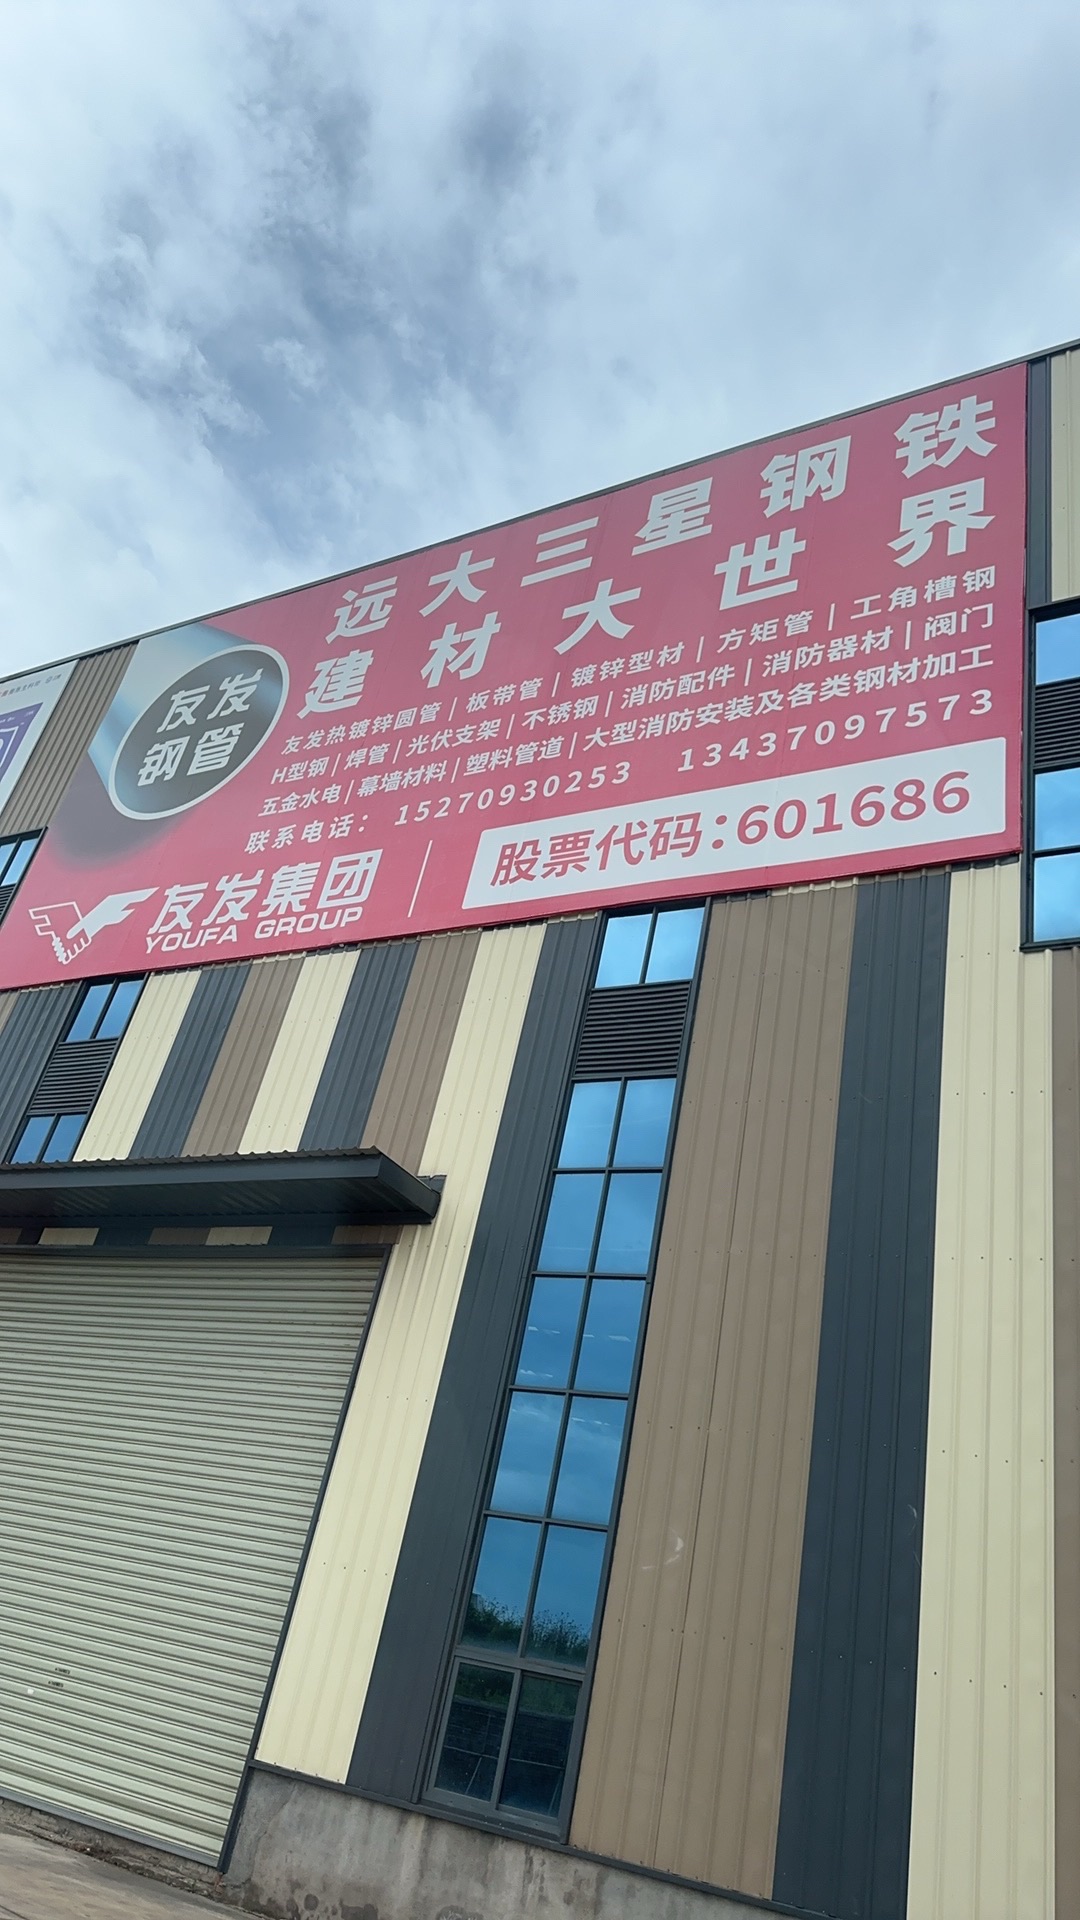 远大三星钢铁
建材大世界
友发
钢管
友发热镀锌圆管|板带管|镀锌型材|方矩管|工角槽钢
H型钢|焊管|光伏支架|不锈钢|消防配件|消防器材|阀门
五金水电|幕墙材料|塑料管道|大型消防安装及各类钢材加工
联系电话：15270930253 13437097573
友发集团
YOUFA GROUP
股票代码：601686